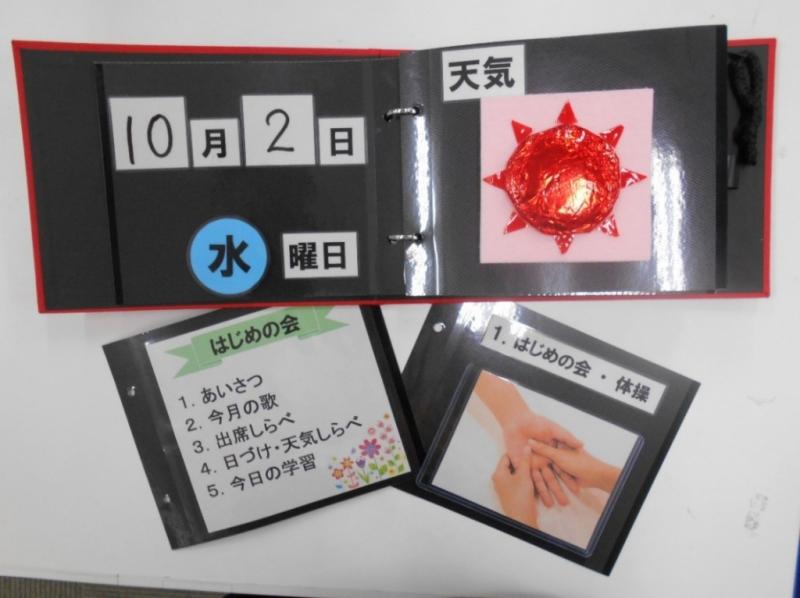 10月2日
水曜日
天気
はじめの会
1. あいさつ
2. 今月の歌
3. 出席しらべ
4. 日づけ・天気しらべ
5. 今日の学習
1. はじめの会・体操